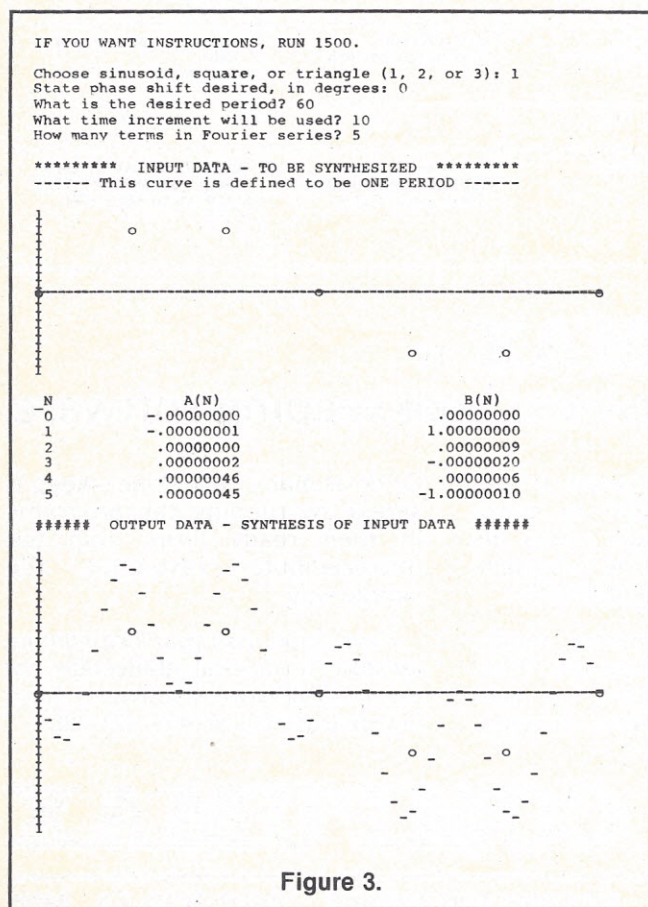 IF YOU WANT INSTRUCTIONS, RUN 1500.
Choose sinusoid, square, or triangle (1, 2, or 3): 1
State phase shift desired, in degrees: 0
What is the desired period? 60
What time increment will be used? 10
How many terms in Fourier series? 5
********* INPUT DATA - TO BE SYNTHESIZED *********
------ This curve is defined to be ONE PERIOD ------
N A(N) B(N)
0 -.00000000 .00000000
1 -.00000001 1.00000000
2 .00000000 .00000009
3 .00000002 -.00000020
4 .00000046 .00000006
5 .00000045 -1.00000010
###### OUTPUT DATA - SYNTHESIS OF INPUT DATA ######
Figure 3.